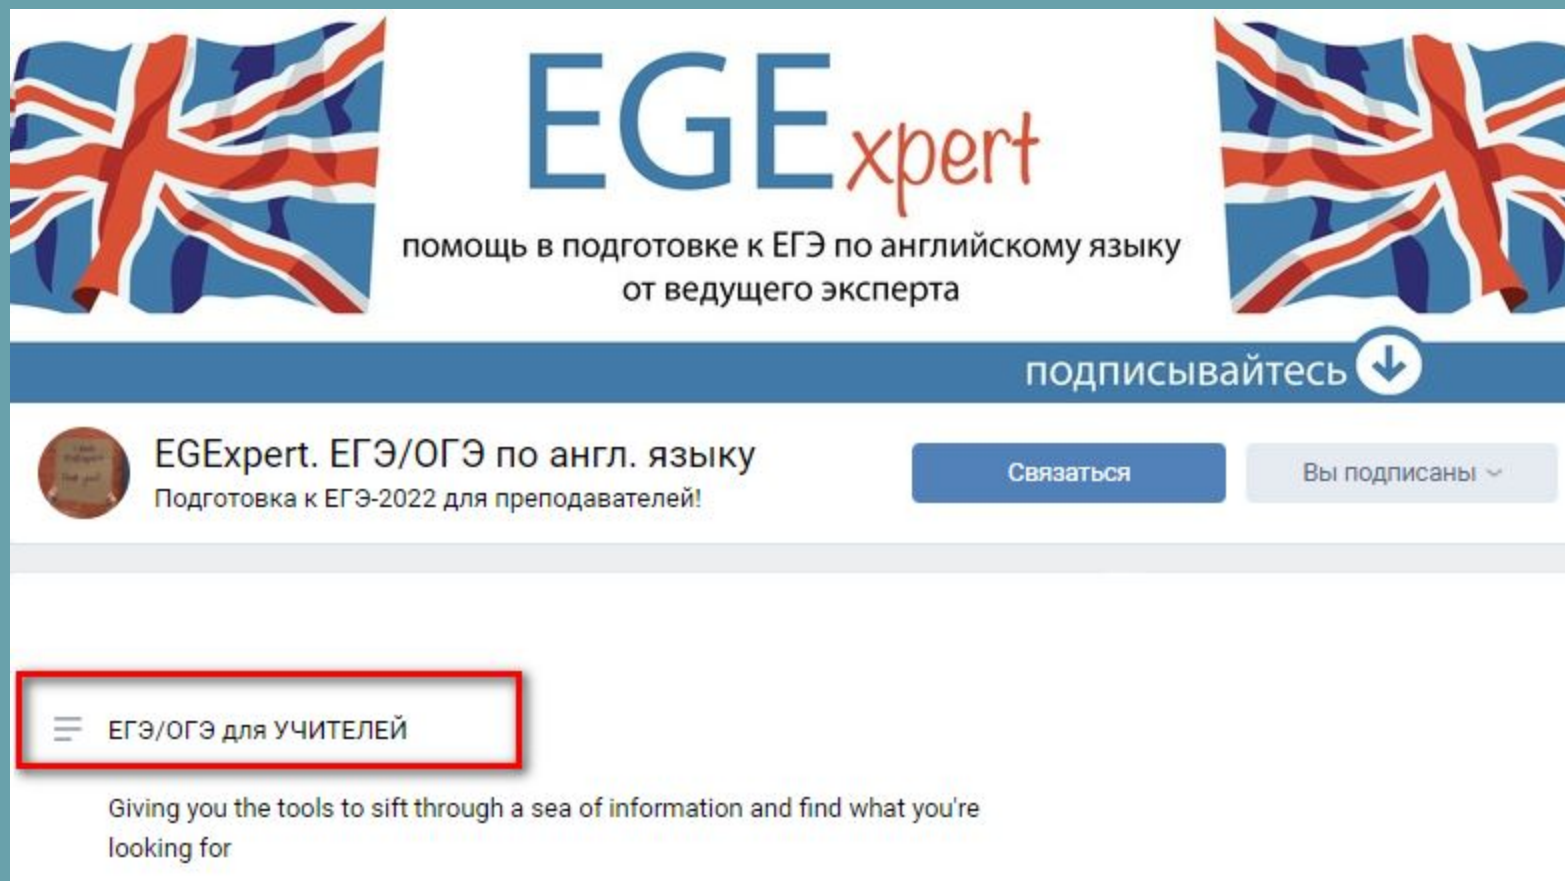 EGExpert
помощь в подготовке к ЕГЭ по английскому языку
от ведущего эксперта
подписывайтесь
EGExpert. ЕГЭ/ОГЭ по англ. языку
Подготовка к ЕГЭ-2022 для преподавателей!
Связаться
Вы подписаны
ЕГЭ/ОГЭ для УЧИТЕЛЕЙ
Giving you the tools to sift through a sea of information and find what you're
looking for